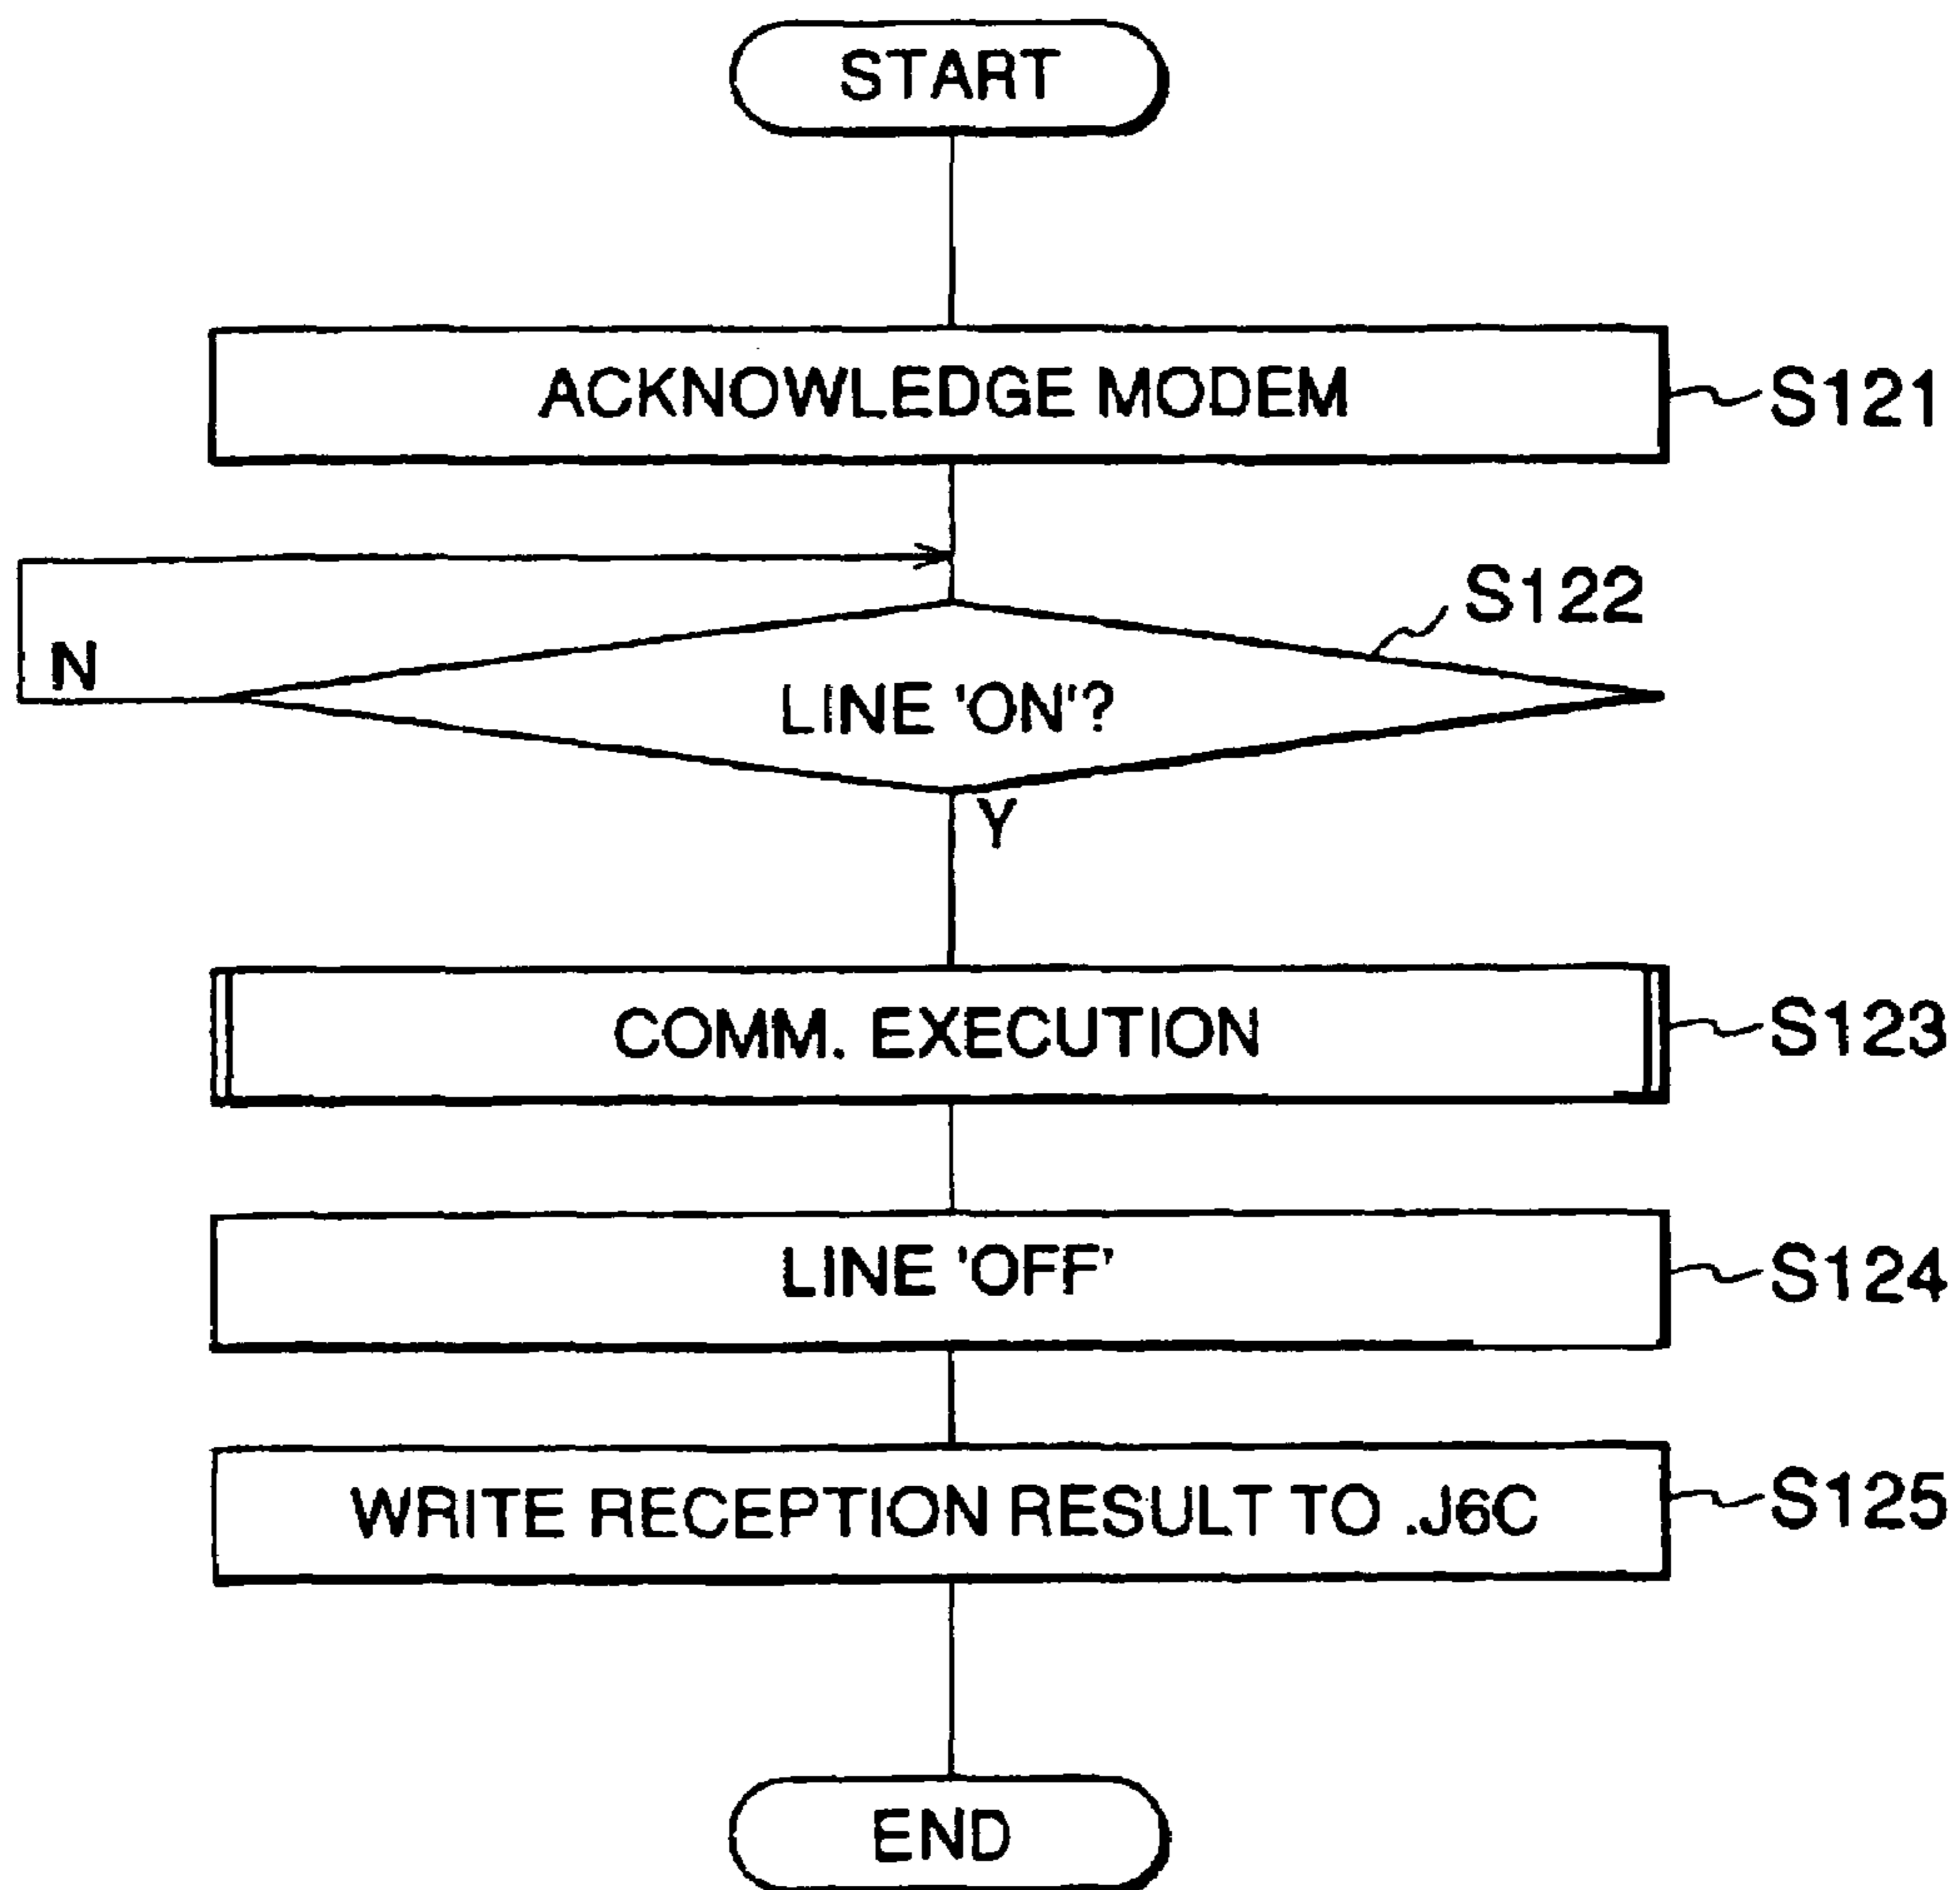 START
ACKNOWLEDGE MODEM
S121
S122
N
LINE 'ON'?
Y
COMM. EXECUTION
S123
LINE 'OFF'
S124
WRITE RECEPTION RESULT TO .J6C
S125
END